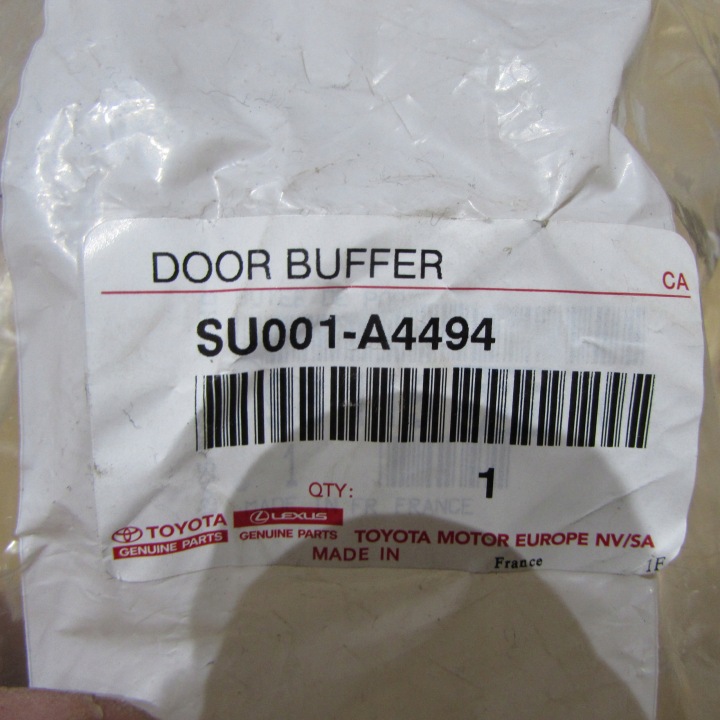 DOOR BUFFER
CA
SU001-A4494
QTY: 1
TOYOTA LEXUS
GENUINE PARTS GENUINE PARTS TOYOTA MOTOR EUROPE NV/SA
MADE IN France IF